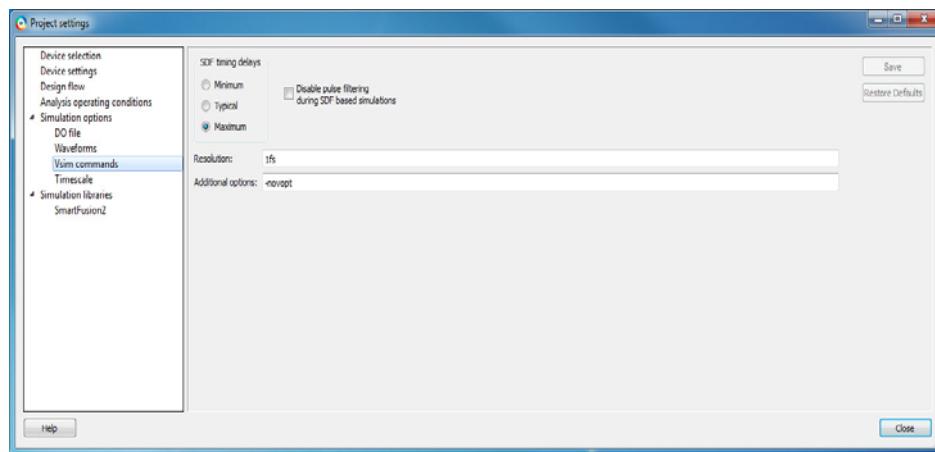 Project settings
Device selection
Device settings
Design flow
Analysis operating conditions
Simulation options
DO file
Waveforms
Vsim commands
Timescale
Simulation libraries
SmartFusion2
SDF timing delays
Minimum
Typical
Maximum
Disable pulse filtering
during SDF based simulations
Resolution: 1fs
Additional options: -novopt
Save
Restore Defaults
Help
Close